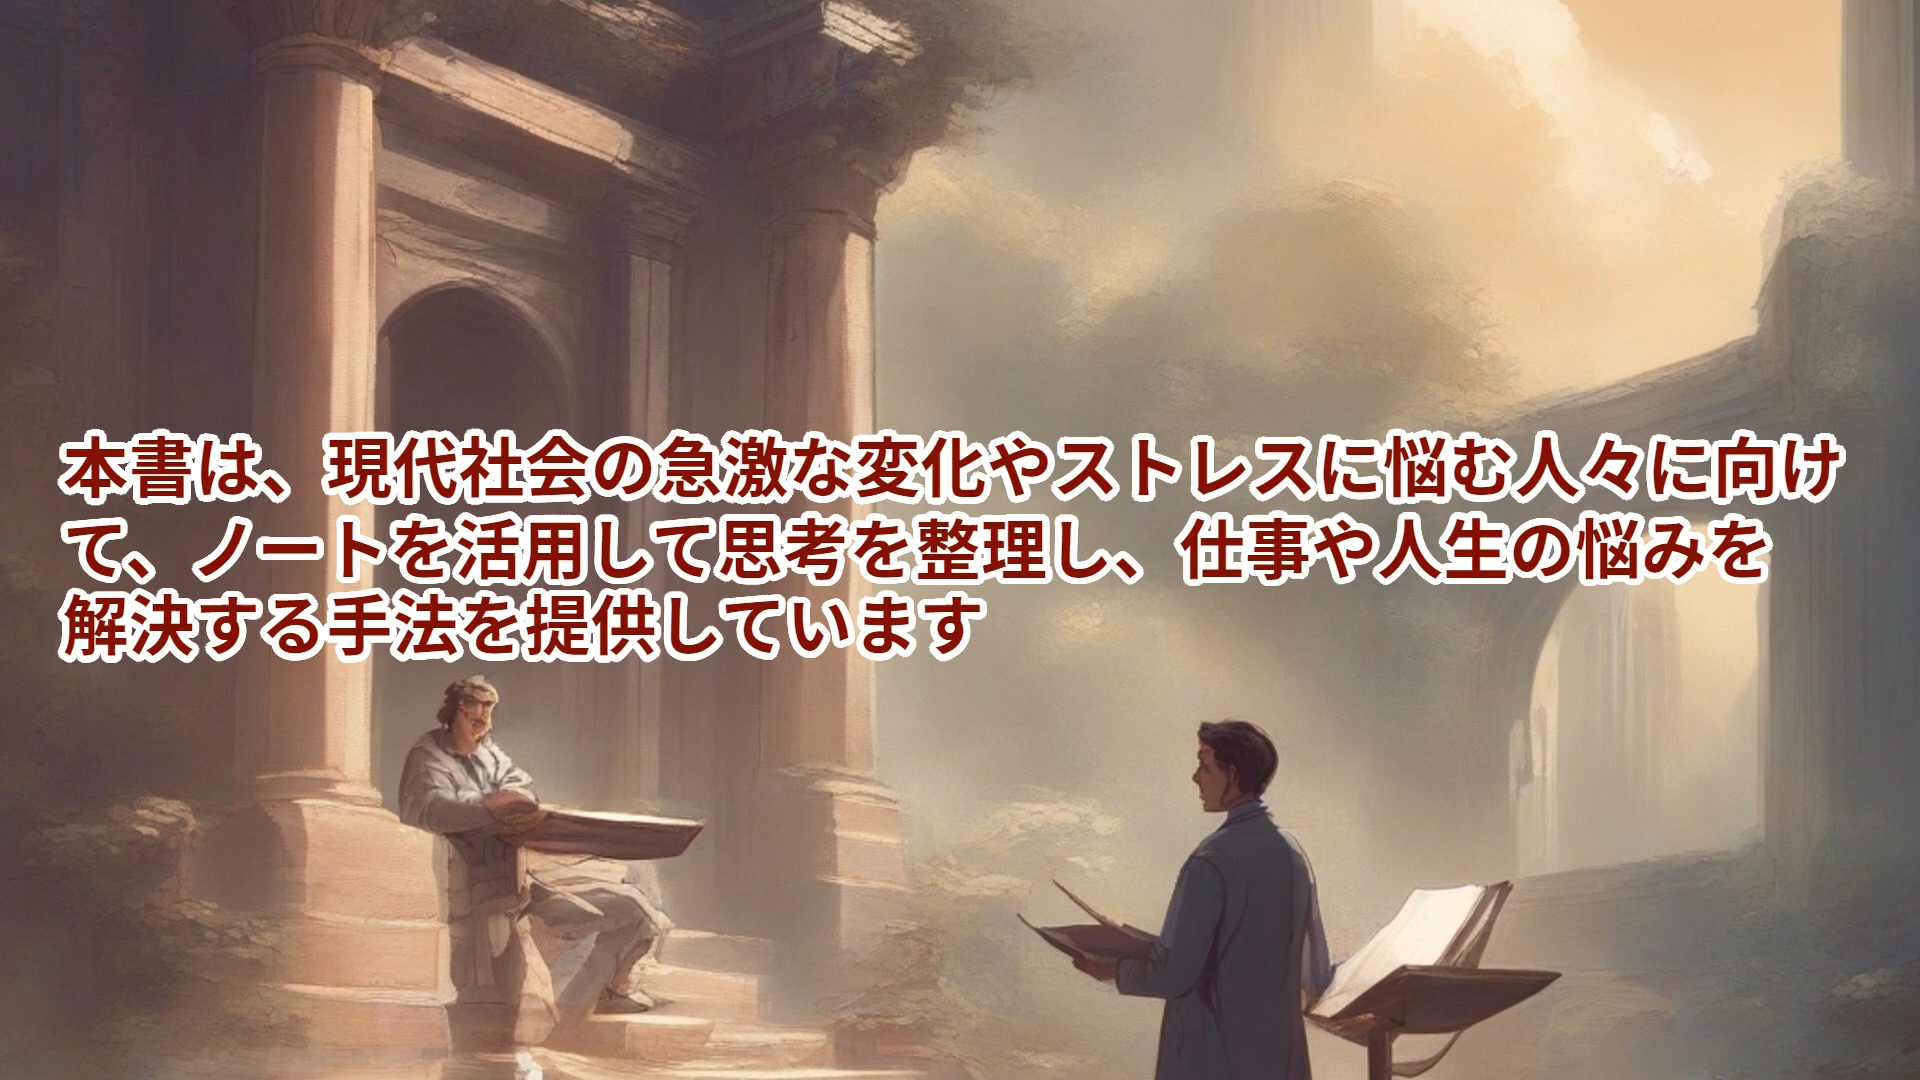 本書は、現代社会の急激な変化やストレスに悩む人々に向け
て、ノートを活用して思考を整理し、仕事や人生の悩みを
解決する手法を提供しています